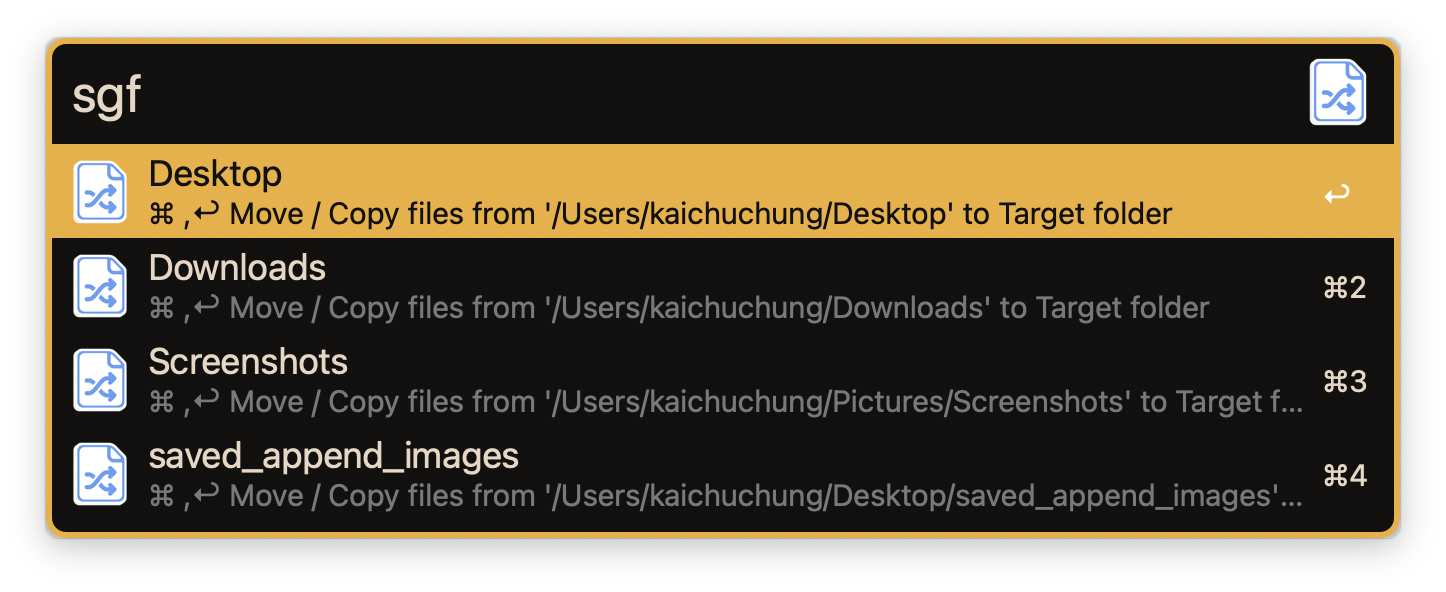 sgf
Desktop
⌘ ,↩ Move / Copy files from '/Users/kaichuchung/Desktop' to Target folder
↩
Downloads
⌘ ,↩ Move / Copy files from '/Users/kaichuchung/Downloads' to Target folder
⌘2
Screenshots
⌘ ,↩ Move / Copy files from '/Users/kaichuchung/Pictures/Screenshots' to Target f...
⌘3
saved_append_images
⌘ ,↩ Move / Copy files from '/Users/kaichuchung/Desktop/saved_append_images'...
⌘4